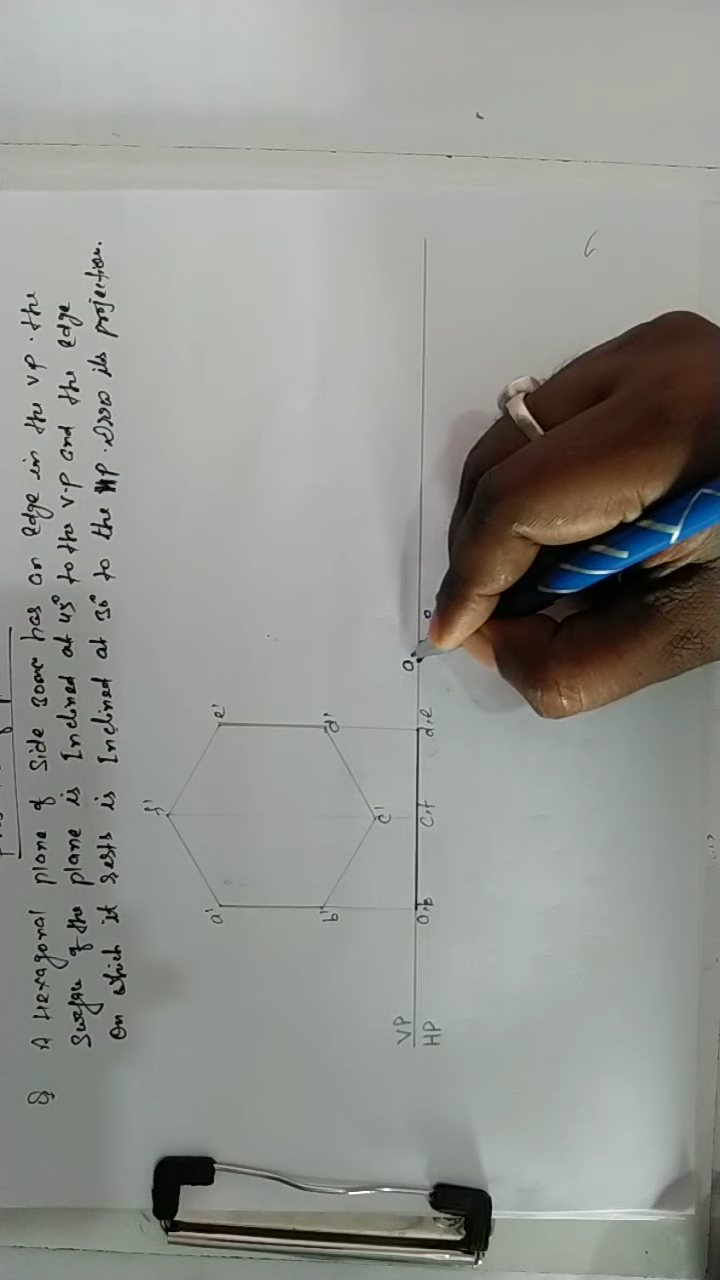 Q A Hexagonal plane of Side 30mm has an edge in the VP. the
Surface of the plane is Inclined at 45° to the V.P and the edge
On which it rests is Inclined at 30° to the HP. Draw its projection.
f'
a' e'
b' d'
c'
VP
HP
a,b c,f d,e